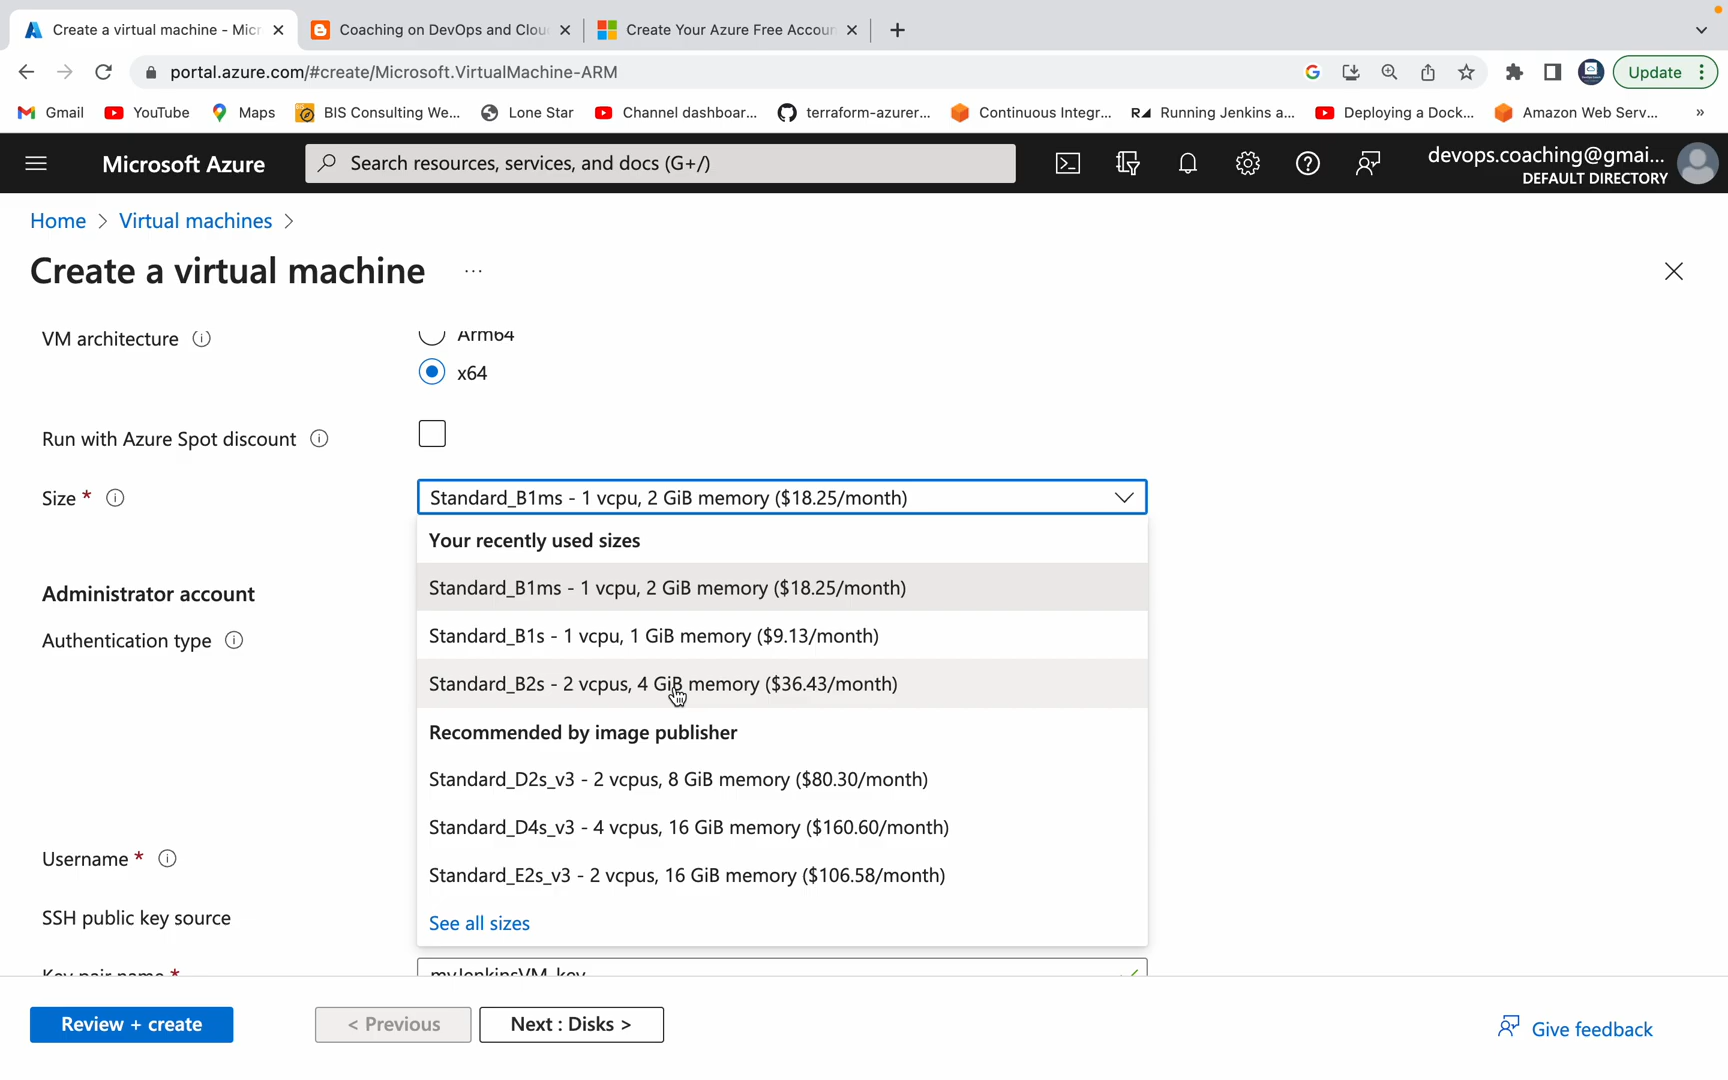 Create a virtual machine - Micr
Coaching on DevOps and Clou
Create Your Azure Free Accoun
portal.azure.com/#create/Microsoft.VirtualMachine-ARM
Update
Gmail
YouTube
Maps
BIS Consulting We...
Lone Star
Channel dashboar...
terraform-azurer...
Continuous Integr...
Running Jenkins a...
Deploying a Dock...
Amazon Web Serv...
»
Microsoft Azure
Search resources, services, and docs (G+/)
devops.coaching@gmai...
DEFAULT DIRECTORY
Home > Virtual machines >
Create a virtual machine ...
VM architecture
Arm64
x64
Run with Azure Spot discount
Size *
Standard_B1ms - 1 vcpu, 2 GiB memory ($18.25/month)
Your recently used sizes
Standard_B1ms - 1 vcpu, 2 GiB memory ($18.25/month)
Standard_B1s - 1 vcpu, 1 GiB memory ($9.13/month)
Standard_B2s - 2 vcpus, 4 GiB memory ($36.43/month)
Recommended by image publisher
Standard_D2s_v3 - 2 vcpus, 8 GiB memory ($80.30/month)
Standard_D4s_v3 - 4 vcpus, 16 GiB memory ($160.60/month)
Standard_E2s_v3 - 2 vcpus, 16 GiB memory ($106.58/month)
See all sizes
Administrator account
Authentication type
Username *
SSH public key source
Key pair name *
myJenkinsVM_key
Review + create
< Previous
Next : Disks >
Give feedback